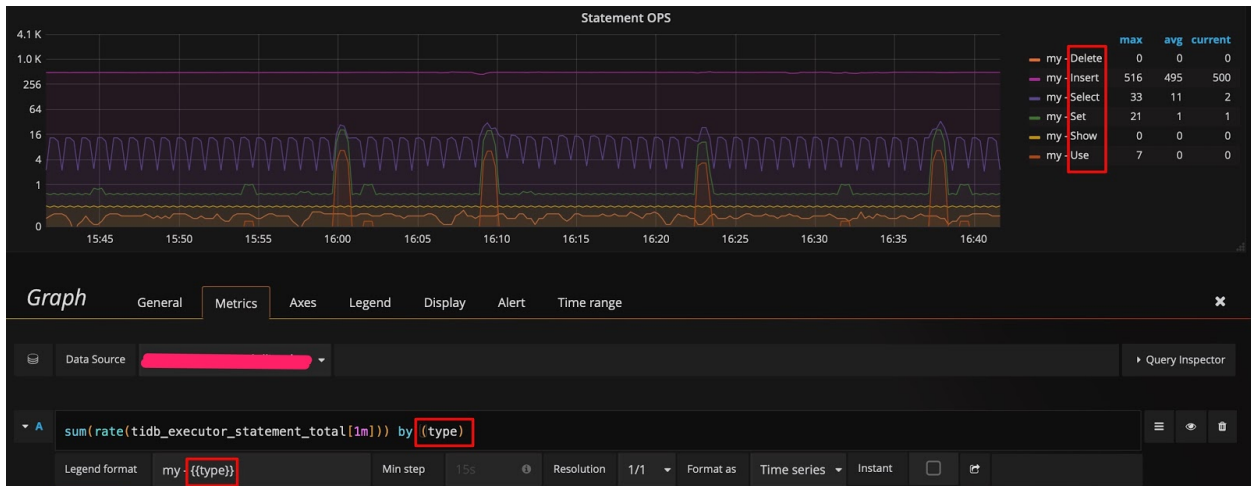 Statement OPS
4.1 K
1.0 K
256
64
16
4
1
0
15:45 15:50 15:55 16:00 16:05 16:10 16:15 16:20 16:25 16:30 16:35 16:40
max avg current
my - Delete 0 0 0
my - Insert 516 495 500
my - Select 33 11 2
my - Set 21 1 1
my - Show 0 0 0
my - Use 7 0 0
Graph General Metrics Axes Legend Display Alert Time range
Data Source Query Inspector
A sum(rate(tidb_executor_statement_total[1m])) by (type)
Legend format my - {{type}} Min step 15s Resolution 1/1 Format as Time series Instant